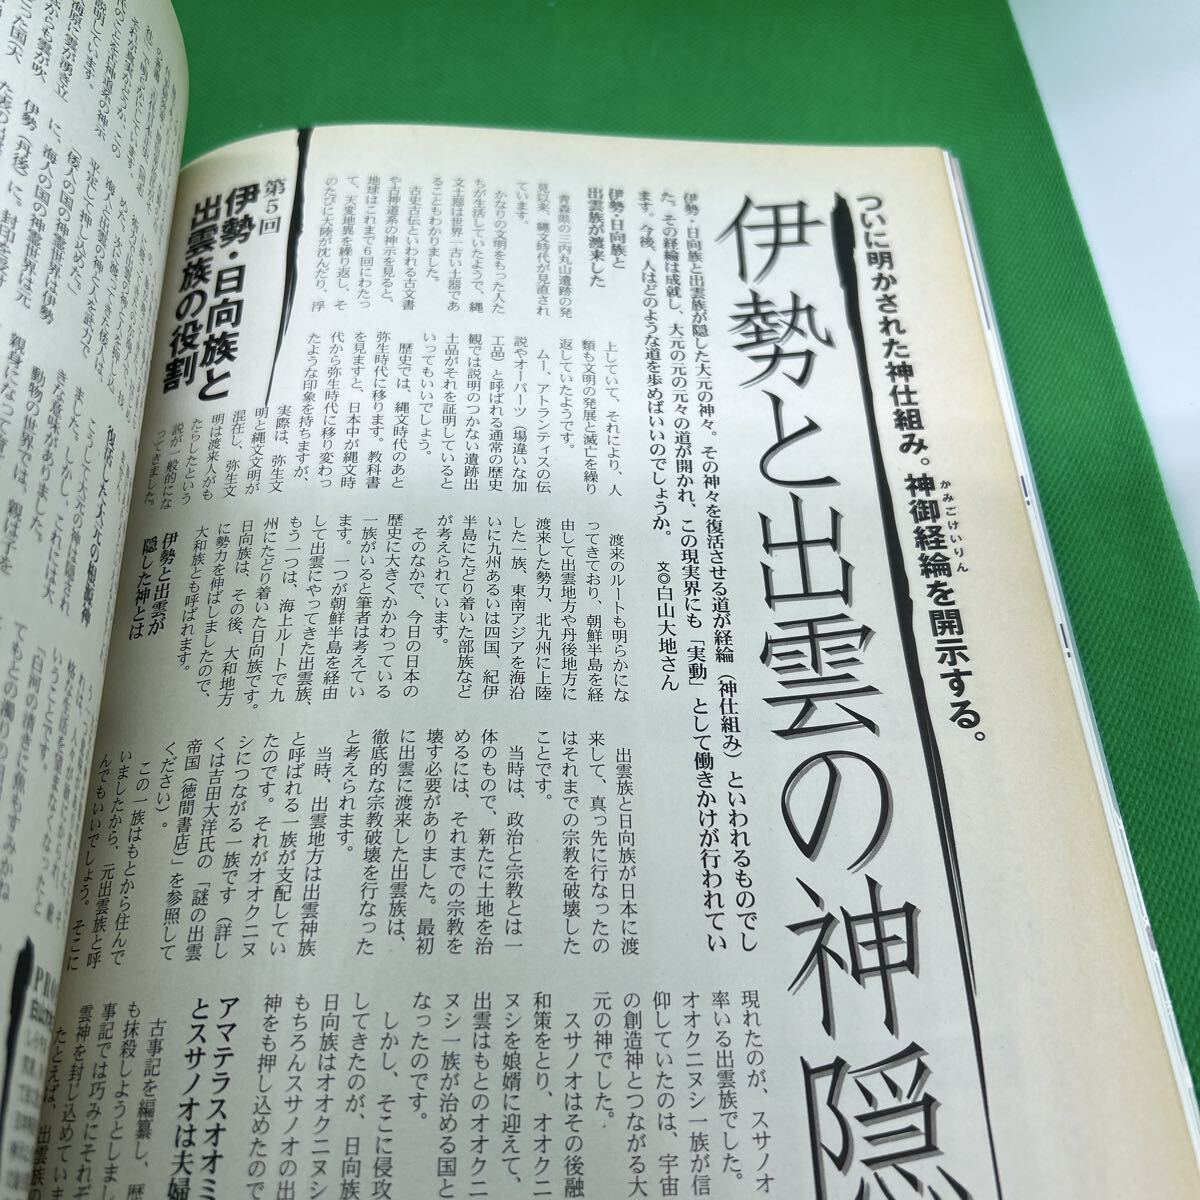 ついに明かされた神仕組み。神御経綸を開示する。
かみごけいりん
伊勢と出雲の神隠
伊勢・日向族と出雲族が隠した大元の神々。その神々を復活させる道が経綸（神仕組み）といわれるものでし
た。その経綸は成就し、大元の元の元々の道が開かれ、この現実界にも「実動」として働きかけが行われてい
ます。今後、人はどのような道を歩めばいいのでしょうか。
文◎白山大地さん
第5回
伊勢・日向族と
出雲族の役割
伊勢・日向族と
出雲族が渡来した
青森県の三内丸山遺跡の発
見以来、縄文時代が見直され
ています。
かなりの文明をもった人た
ちが生活していたようで、縄
文土器は世界一古い土器であ
ることもわかりました。
古史古伝といわれる古文書
や古神道系の神示を見ると、
地球はこれまで6回にわたっ
て、天変地異を繰り返し、そ
のたびに大陸が沈んだり、浮
上していて、それにより、人
類も文明の発展と滅亡を繰り
返していたようです。
ムー、アトランティスの伝
説やオーパーツ（場違いな加
工品）と呼ばれる通常の歴史
観では説明のつかない遺跡出
土品がそれを証明していると
いってもいいでしょう。
歴史では、縄文時代のあと
弥生時代に移ります。教科書
を見ますと、日本中が縄文時
代から弥生時代に移り変わっ
たような印象を持ちますが、
実際は、弥生文
明と縄文文明が
混在し、弥生文
明は渡来人がも
たらしたという
説が一般的にな
ってきました。
渡来のルートも明らかにな
ってきており、朝鮮半島を経
由して出雲地方や丹後地方に
渡来した勢力、北九州に上陸
した一族、東南アジアを海沿
いに九州あるいは四国、紀伊
半島にたどり着いた部族など
が考えられています。
そのなかで、今日の日本の
歴史に大きくかかわっている
一族がいると筆者は考えてい
ます。一つが朝鮮半島を経由
して出雲にやってきた出雲族、
もう一つは、海上ルートで九
州にたどり着いた日向族です。
日向族は、その後、大和地方
に勢力を伸ばしましたので、
大和族とも呼ばれます。
伊勢と出雲が
隠した神とは
出雲族と日向族が日本に渡
来して、真っ先に行なったの
はそれまでの宗教を破壊した
ことです。
当時は、政治と宗教とは一
体のもので、新たに土地を治
めるには、それまでの宗教を
壊す必要がありました。最初
に出雲に渡来した出雲族は、
徹底的な宗教破壊を行なった
と考えられます。
当時、出雲地方は出雲神族
と呼ばれる一族が支配してい
たのです。それがオオクニヌ
シにつながる一族です（詳し
くは吉田大洋氏の「謎の出雲
帝国（徳間書店）」を参照して
ください）。
この一族はもとから住んで
いましたから、元出雲族と呼
んでもいいでしょう。そこに
現れたのが、スサノオ
率いる出雲族でした。
オオクニヌシ一族が信
仰していたのは、宇宙
の創造神とつながる大
元の神でした。
スサノオはその後融
和策をとり、オオクニ
ヌシを娘婿に迎えて、
出雲はもとのオオクニ
ヌシ一族が治める国と
なったのです。
しかし、そこに侵攻
してきたのが、日向族
日向族はオオクニヌシ
もちろんスサノオの出
神をも押し込めたので
アマテラスオオミ
とスサノオは夫婦
古事記を編纂し、歴
も抹殺しようとしまし
事記では巧みにそれぞ
雲神を封じ込めていま
たとえば、出雲族の